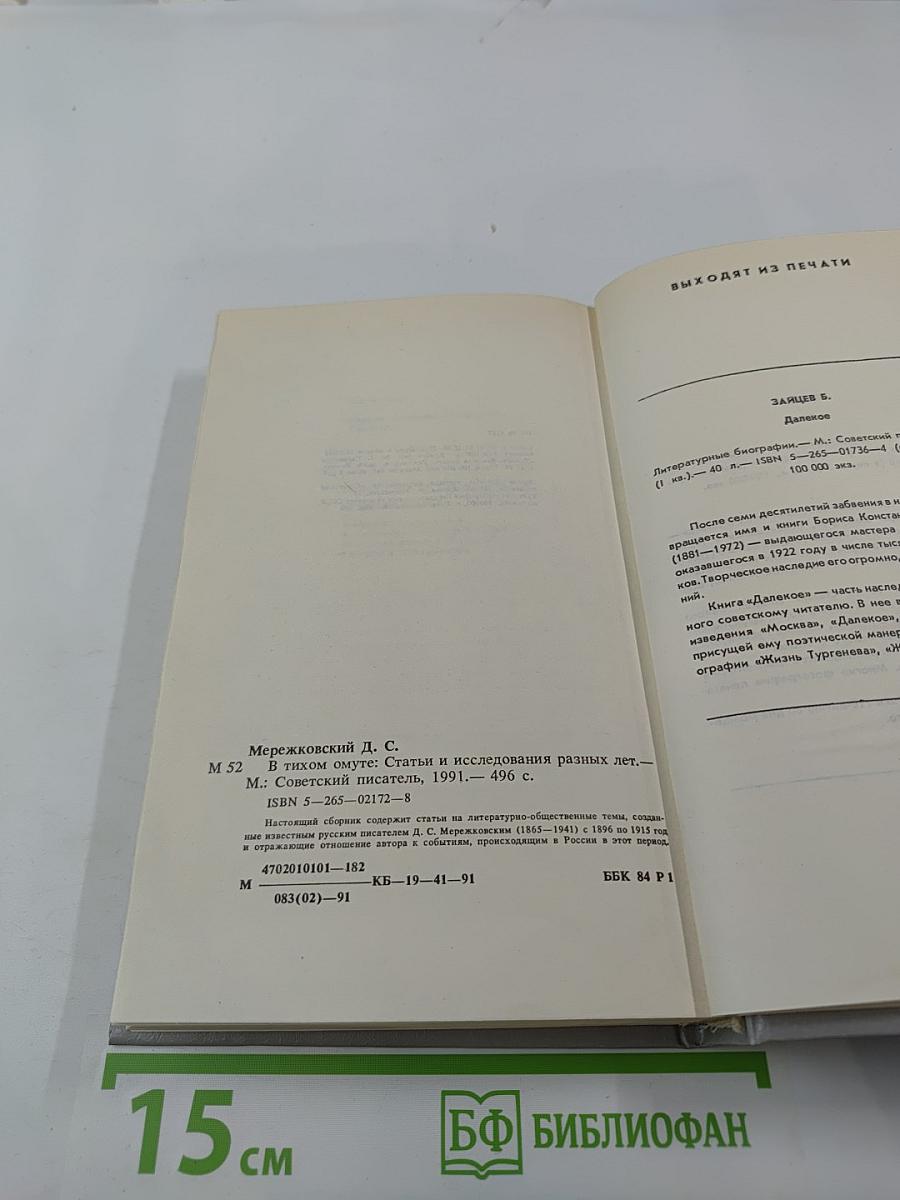 Мережковский Д. С.
М 52 В тихом омуте: Статьи и исследования разных лет.—
М.: Советский писатель, 1991.— 496 с.
ISBN 5—265—02172—8
Настоящий сборник содержит статьи на литературно-общественные темы, создан-
ные известным русским писателем Д. С. Мережковским (1865—1941) с 1896 по 1915 год
и отражающие отношение автора к событиям, происходящим в России в этот период.
4702010101—182
М КБ—19—41—91 ББК 84 Р1
083(02)—91
ВЫХОДЯТ ИЗ ПЕЧАТИ
ЗАЙЦЕВ Б.
Далекое
Литературные биографии.— М.: Советский п
(I кв.).— 40 л.— ISBN 5—265—01736—4
100 000 экз.
После семи десятилетий забвения в н
вращается имя и книги Бориса Констан
(1881—1972) — выдающегося мастера
оказавшегося в 1922 году в числе тыс
ков. Творческое наследие его огромно,
ний.
Книга «Далекое» — часть наслед
ного советскому читателю. В нее в
изведения «Москва», «Далекое»,
присущей ему поэтической манер
ографии «Жизнь Тургенева», «Ж
15 см
БФ БИБЛИОФАН